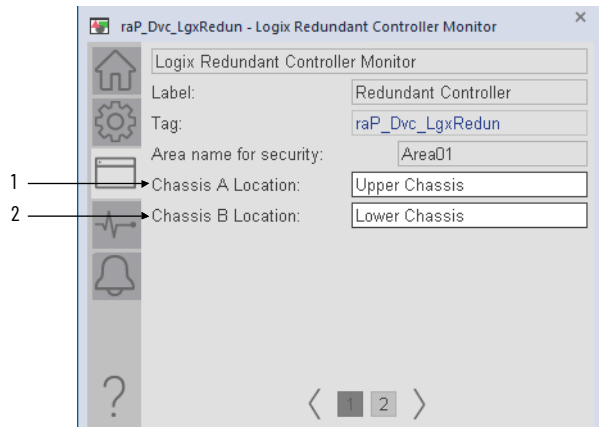 raP_Dvc_LgxRedun - Logix Redundant Controller Monitor ×
Logix Redundant Controller Monitor
Label: Redundant Controller
Tag: raP_Dvc_LgxRedun
Area name for security: Area01
1 Chassis A Location: Upper Chassis
2 Chassis B Location: Lower Chassis
?
1 2